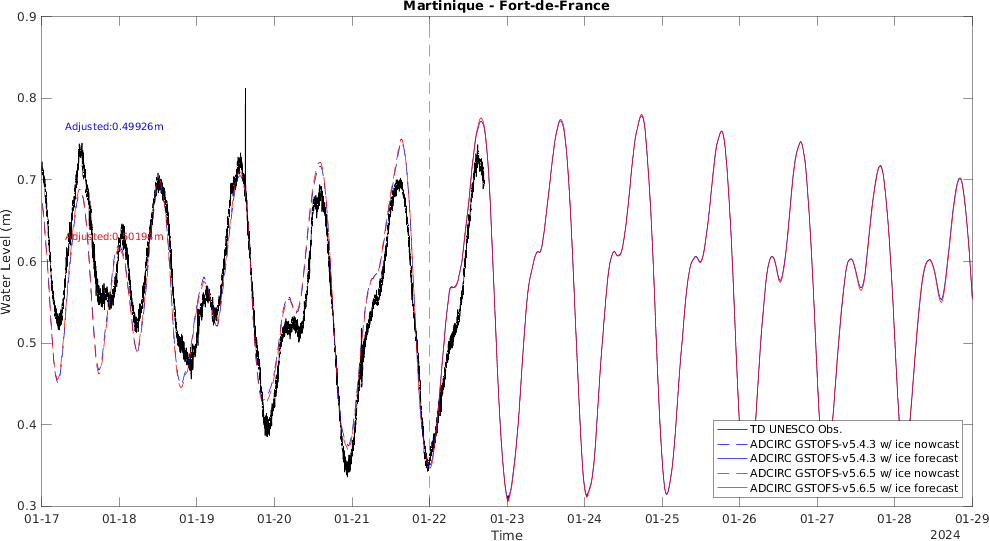 Martinique - Fort-de-France
0.9
0.8
0.7
0.6
0.5
0.4
0.3
Water Level (m)
Adjusted:0.49926m
TD UNESCO Obs.
ADCIRC GSTOFS-v5.4.3 w/ ice nowcast
ADCIRC GSTOFS-v5.4.3 w/ ice forecast
ADCIRC GSTOFS-v5.6.5 w/ ice nowcast
ADCIRC GSTOFS-v5.6.5 w/ ice forecast
01-17 01-18 01-19 01-20 01-21 01-22 01-23 01-24 01-25 01-26 01-27 01-28 01-29
Time
2024